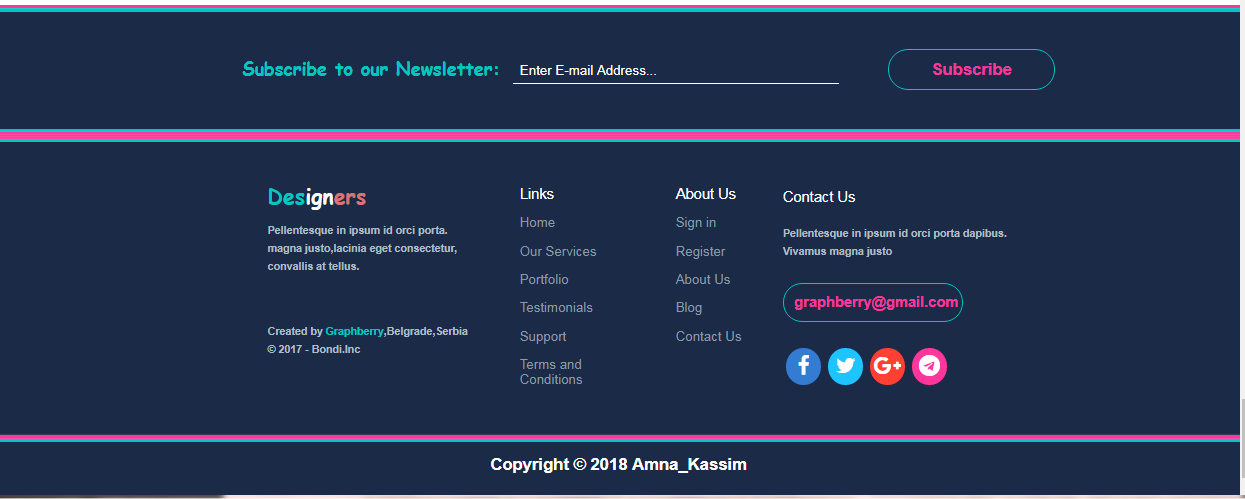 Subscribe to our Newsletter: Enter E-mail Address... Subscribe
Designers
Pellentesque in ipsum id orci porta.
magna justo,lacinia eget consectetur,
convallis at tellus.
Created by Graphberry,Belgrade,Serbia
© 2017 - Bondi.Inc
Links
Home
Our Services
Portfolio
Testimonials
Support
Terms and
Conditions
About Us
Sign in
Register
About Us
Blog
Contact Us
Contact Us
Pellentesque in ipsum id orci porta dapibus.
Vivamus magna justo
graphberry@gmail.com
Copyright © 2018 Amna_Kassim